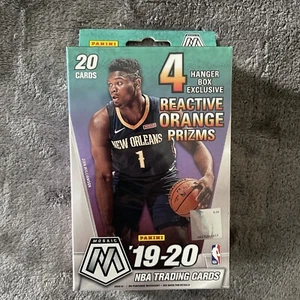 PANINI
20
CARDS
4
HANGER
BOX
EXCLUSIVE
REACTIVE
ORANGE
PRIZMS
NEW ORLEANS
1
PANINI
MOSAIC
M
'19-20
NBA TRADING CARDS